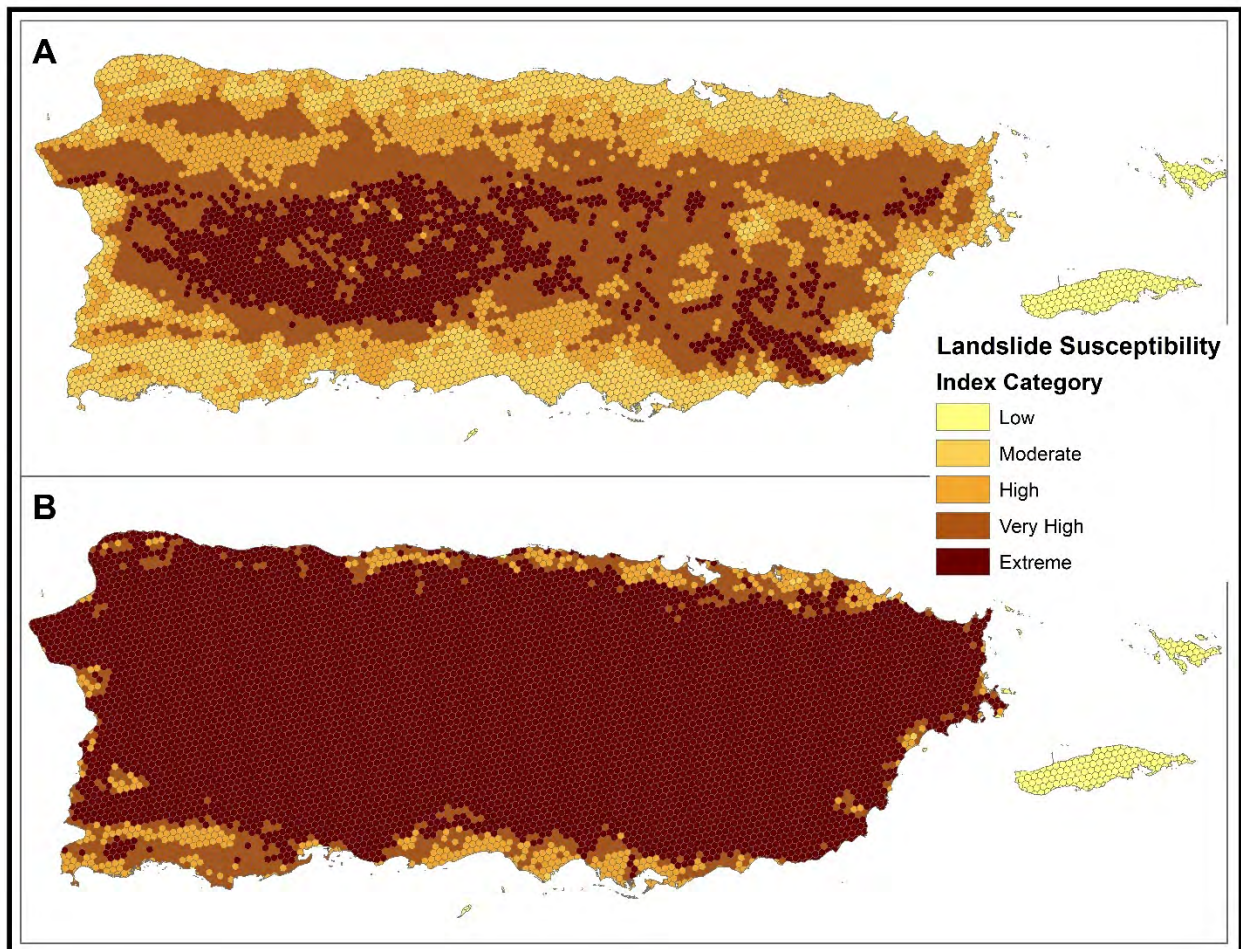 A
Landslide Susceptibility
Index Category
Low
Moderate
High
Very High
Extreme
B